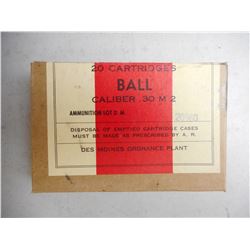 20 CARTRIDGES
BALL
CALIBER .30 M 2
AMMUNITION LOT D. M.
DISPOSAL OF EMPTIED CARTRIDGE CASES
MUST BE MADE AS PRESCRIBED BY A. R.
DES MOINES ORDNANCE PLANT